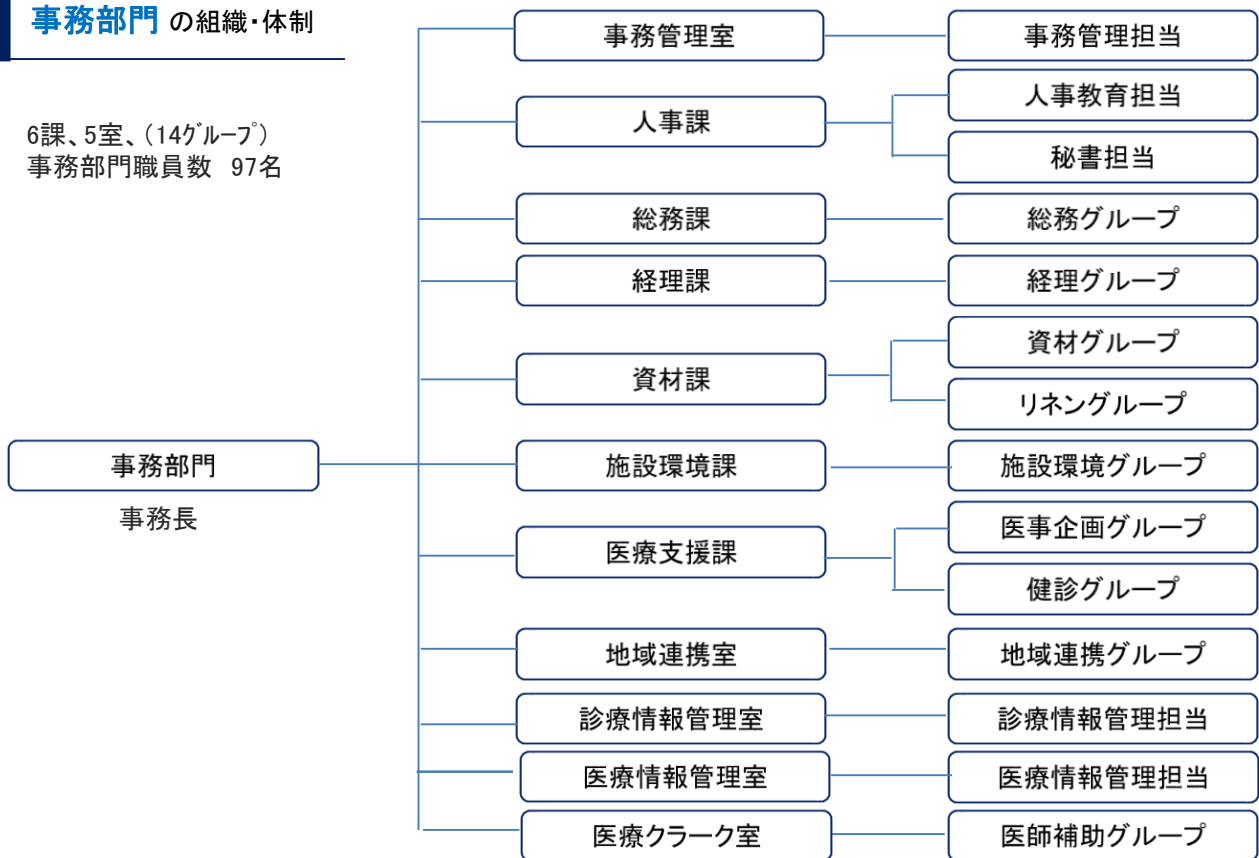 事務部門 の組織・体制
6課、5室、(14ｸﾞﾙｰﾌﾟ)
事務部門職員数 97名
事務部門
事務長
事務管理室
事務管理担当
人事課
人事教育担当
秘書担当
総務課
総務グループ
経理課
経理グループ
資材課
資材グループ
リネングループ
施設環境課
施設環境グループ
医療支援課
医事企画グループ
健診グループ
地域連携室
地域連携グループ
診療情報管理室
診療情報管理担当
医療情報管理室
医療情報管理担当
医療クラーク室
医師補助グループ